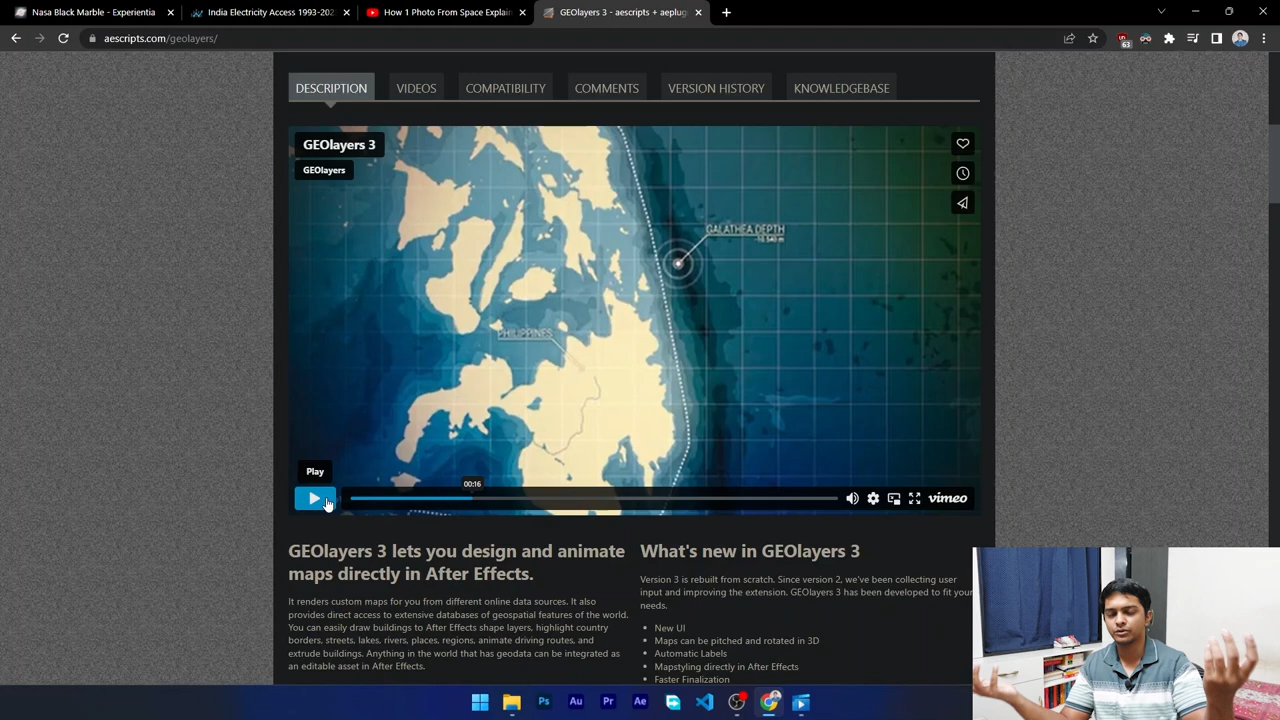 Nasa Black Marble - Experientia
India Electricity Access 1993-202
How 1 Photo From Space Explain
GEOlayers 3 - aescripts + aeplug
aescripts.com/geolayers/
63
DESCRIPTION
VIDEOS
COMPATIBILITY
COMMENTS
VERSION HISTORY
KNOWLEDGEBASE
GEOlayers 3
GEOlayers
GALATHEA DEPTH
PHILIPPINES
Play
00:16
vimeo
GEOlayers 3 lets you design and animate
maps directly in After Effects.
It renders custom maps for you from different online data sources. It also
provides direct access to extensive databases of geospatial features of the world.
You can easily draw buildings to After Effects shape layers, highlight country
borders, streets, lakes, rivers, places, regions, animate driving routes, and
extrude buildings. Anything in the world that has geodata can be integrated as
an editable asset in After Effects.
What's new in GEOlayers 3
Version 3 is rebuilt from scratch. Since version 2, we've been collecting user
input and improving the extension. GEOlayers 3 has been developed to fit your
needs.
New UI
Maps can be pitched and rotated in 3D
Automatic Labels
Mapstyling directly in After Effects
Faster Finalization
Ps
Au
Pr
Ae